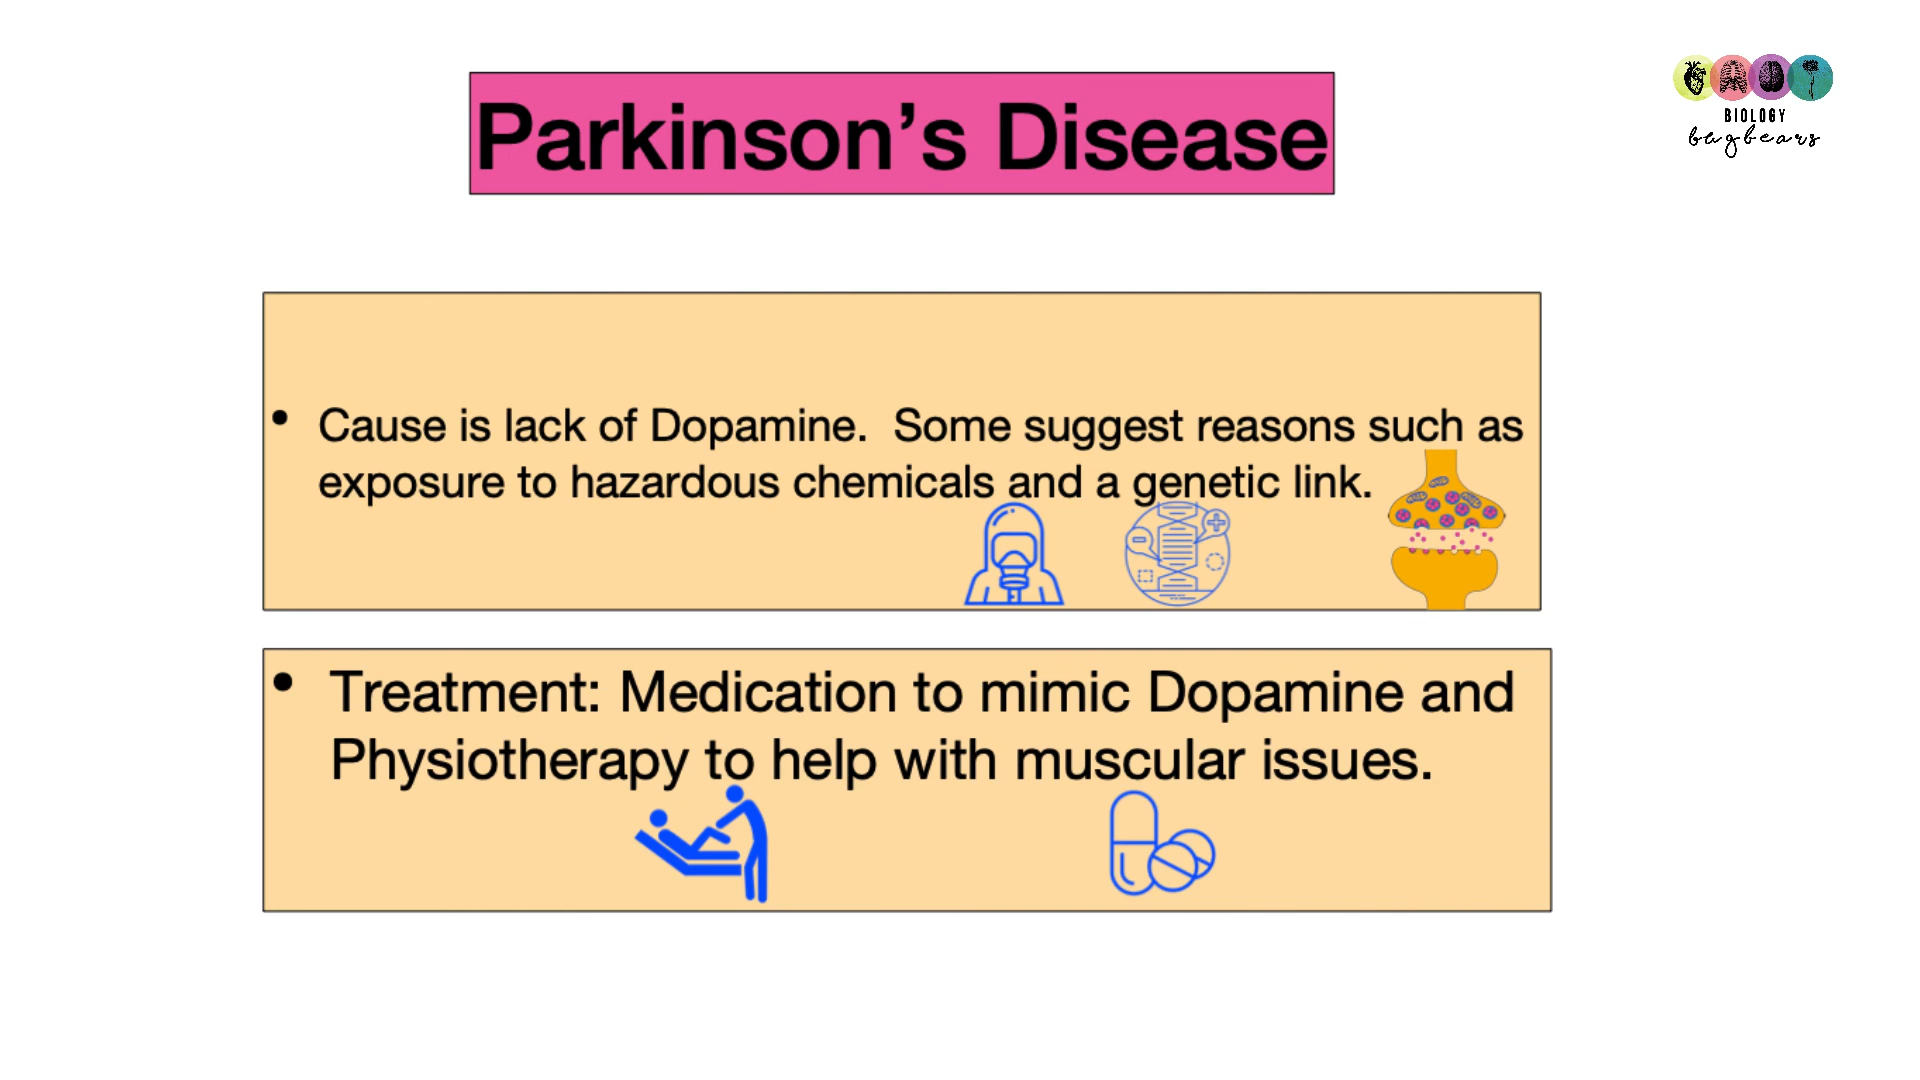 Parkinson’s Disease
BIOLOGY
bugbears
• Cause is lack of Dopamine.  Some suggest reasons such as
exposure to hazardous chemicals and a genetic link.
• Treatment: Medication to mimic Dopamine and
Physiotherapy to help with muscular issues.